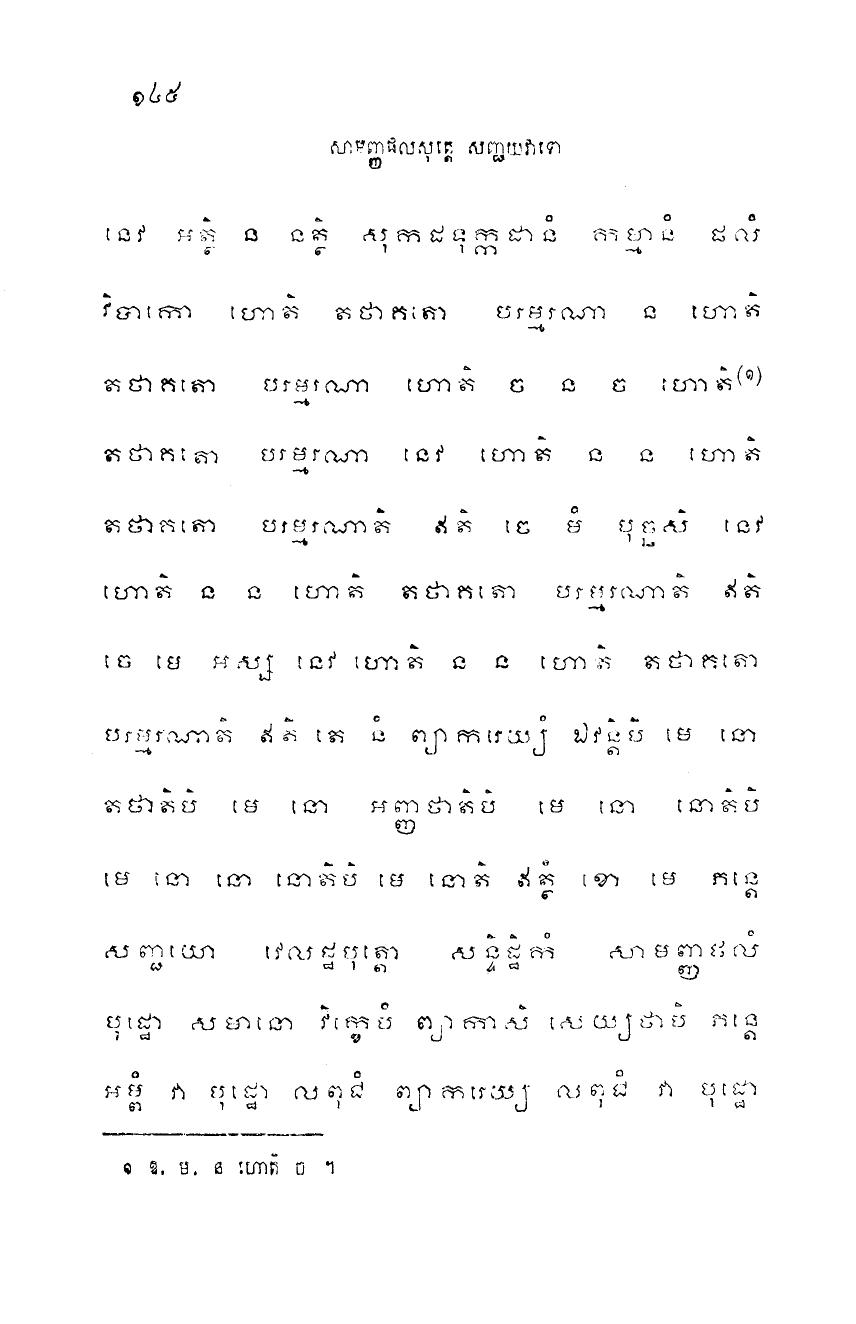 ១៤៥
សាមញ្ញផលសុត្តេ សញ្ជយវាទោ
នេវ អត្ថិ ន នត្ថិ សុកដទុក្កដានំ កម្មានំ ផលំ
វិបាកោ ហោតិ តថាគតោ បរម្មរណា ន ហោតិ
តថាគតោ បរម្មរណា ហោតិ ច ន ច ហោតិ(១)
តថាគតោ បរម្មរណា នេវ ហោតិ ន ន ហោតិ
តថាគតោ បរម្មរណាតិ ឥតិ ចេ មំ បុច្ឆសិ នេវ
ហោតិ ន ន ហោតិ តថាគតោ បរម្មរណាតិ ឥតិ
ចេ មេ អស្ស នេវ ហោតិ ន ន ហោតិ តថាគតោ
បរម្មរណាតិ ឥតិ តេ នំ ព្យាករេយ្យំ ឯវន្តិបិ មេ នោ
តថាតិបិ មេ នោ អញ្ញថាតិបិ មេ នោ នោតិបិ
មេ នោ នោ នោតិបិ មេ នោតិ ឥត្ថំ ខោ មេ ភន្តេ
សញ្ជយោ វេលដ្ឋបុត្តោ សន្ទិដ្ឋិកំ សាមញ្ញផលំ
បុដ្ឋោ សមានោ វិក្ខេបំ ព្យាកាសិ សេយ្យថាបិ ភន្តេ
អម្ពំ វា បុដ្ឋោ លពុជំ ព្យាករេយ្យ លពុជំ វា បុដ្ឋោ
១ ឱ. ម. ន ហោតិ ច ។